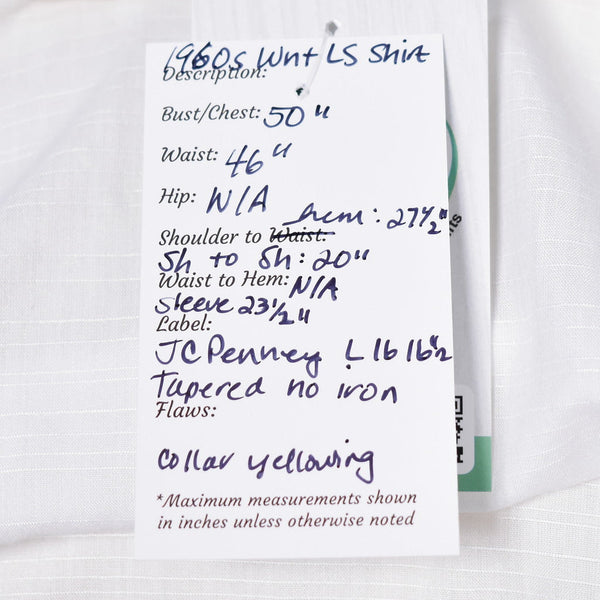 1960s Wht LS Shirt
Description:
Bust/Chest: 50"
Waist: 46"
Hip: N/A
hem: 27 1/2"
Shoulder to Waist:
Sh to Sh: 20"
Waist to Hem: N/A
Sleeve 23 1/2"
Label:
JCPenney L 16 16 1/2
Tapered no iron
Flaws:
Collar yellowing
*Maximum measurements shown
in inches unless otherwise noted